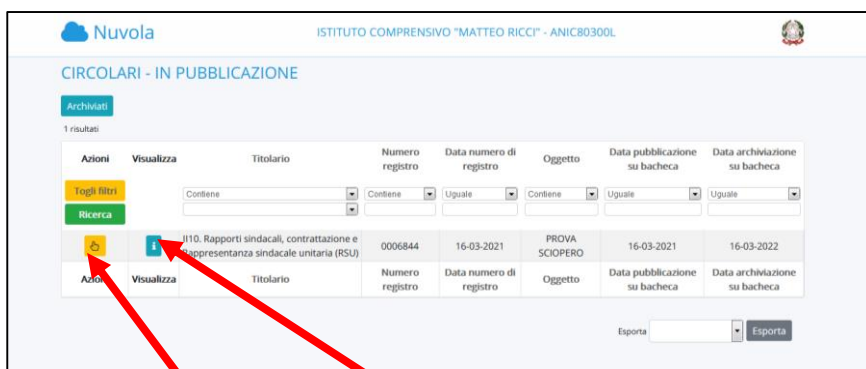 Nuvola
ISTITUTO COMPRENSIVO "MATTEO RICCI" - ANIC80300L
CIRCOLARI - IN PUBBLICAZIONE
Archiviati
1 risultati
Azioni Visualizza Titolario Numero registro Data numero di registro Oggetto Data pubblicazione su bacheca Data archiviazione su bacheca
Togli filtri Contiene Contiene Uguale Contiene Uguale Uguale
Ricerca
II10. Rapporti sindacali, contrattazione e Rappresentanza sindacale unitaria (RSU) 0006844 16-03-2021 PROVA SCIOPERO 16-03-2021 16-03-2022
Azioni Visualizza Titolario Numero registro Data numero di registro Oggetto Data pubblicazione su bacheca Data archiviazione su bacheca
Esporta Esporta